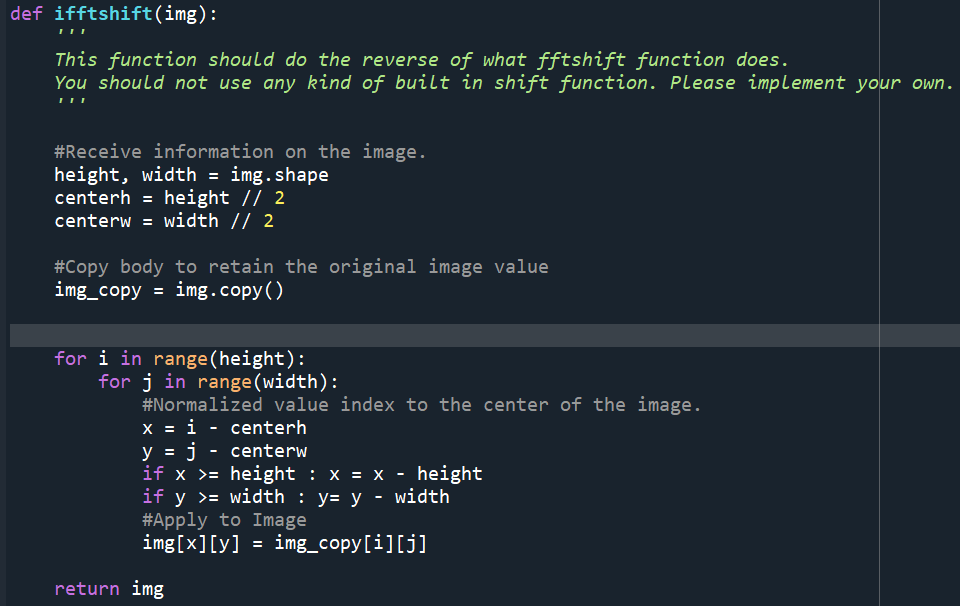 def ifftshift(img):
    '''
    This function should do the reverse of what fftshift function does.
    You should not use any kind of built in shift function. Please implement your own.
    '''
    #Receive information on the image.
    height, width = img.shape
    centerh = height // 2
    centerw = width // 2
    #Copy body to retain the original image value
    img_copy = img.copy()
    for i in range(height):
        for j in range(width):
            #Normalized value index to the center of the image.
            x = i - centerh
            y = j - centerw
            if x >= height : x = x - height
            if y >= width : y= y - width
            #Apply to Image
            img[x][y] = img_copy[i][j]
    return img